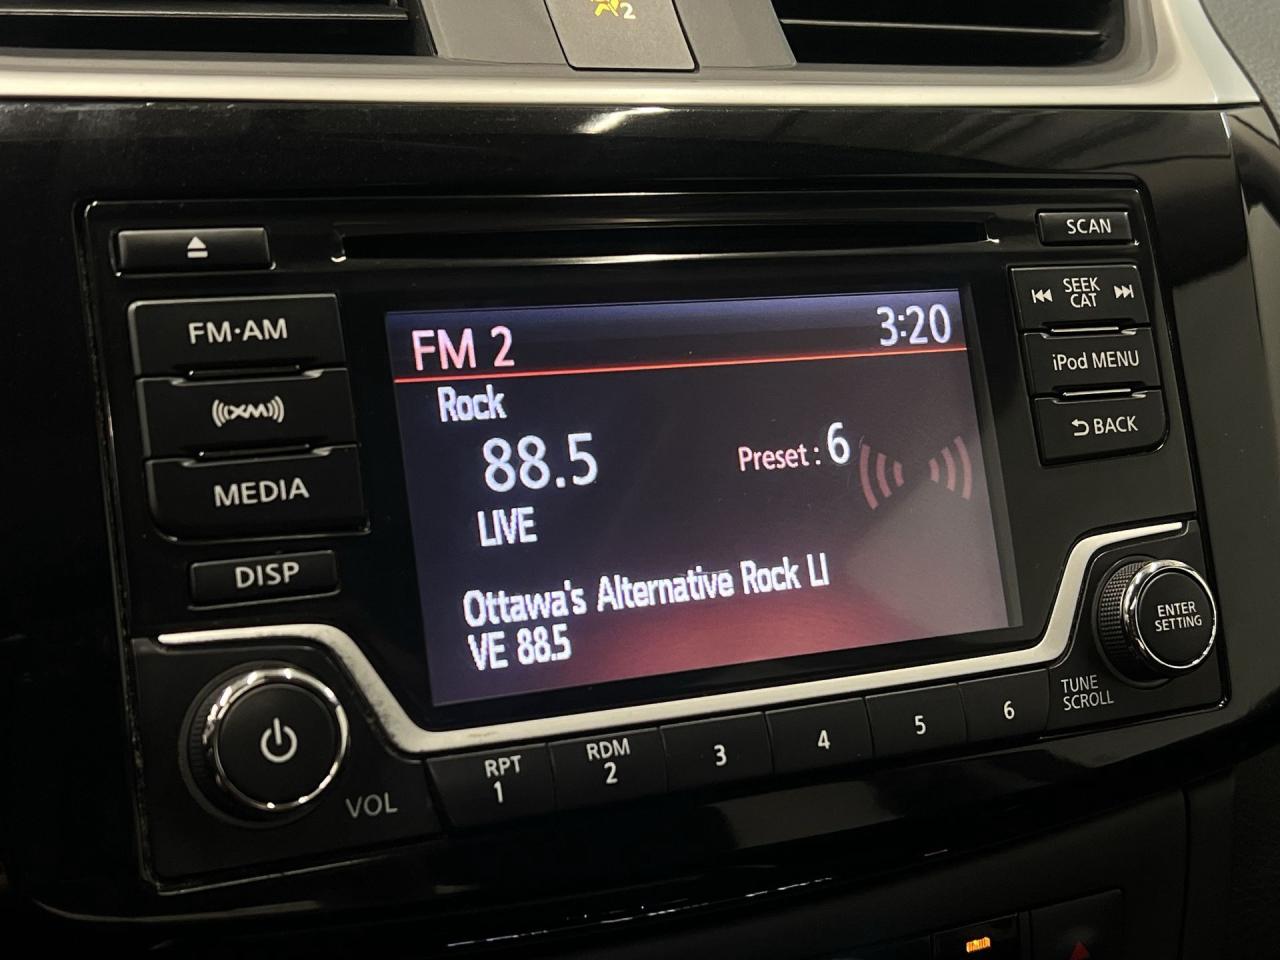 2
SCAN
SEEK
CAT
FM·AM
XM
MEDIA
DISP
iPod MENU
BACK
FM 2
3:20
Rock
88.5
Preset : 6
LIVE
Ottawa's Alternative Rock LI
VE 88.5
ENTER
SETTING
TUNE
SCROLL
VOL
RPT
1
RDM
2
3
4
5
6